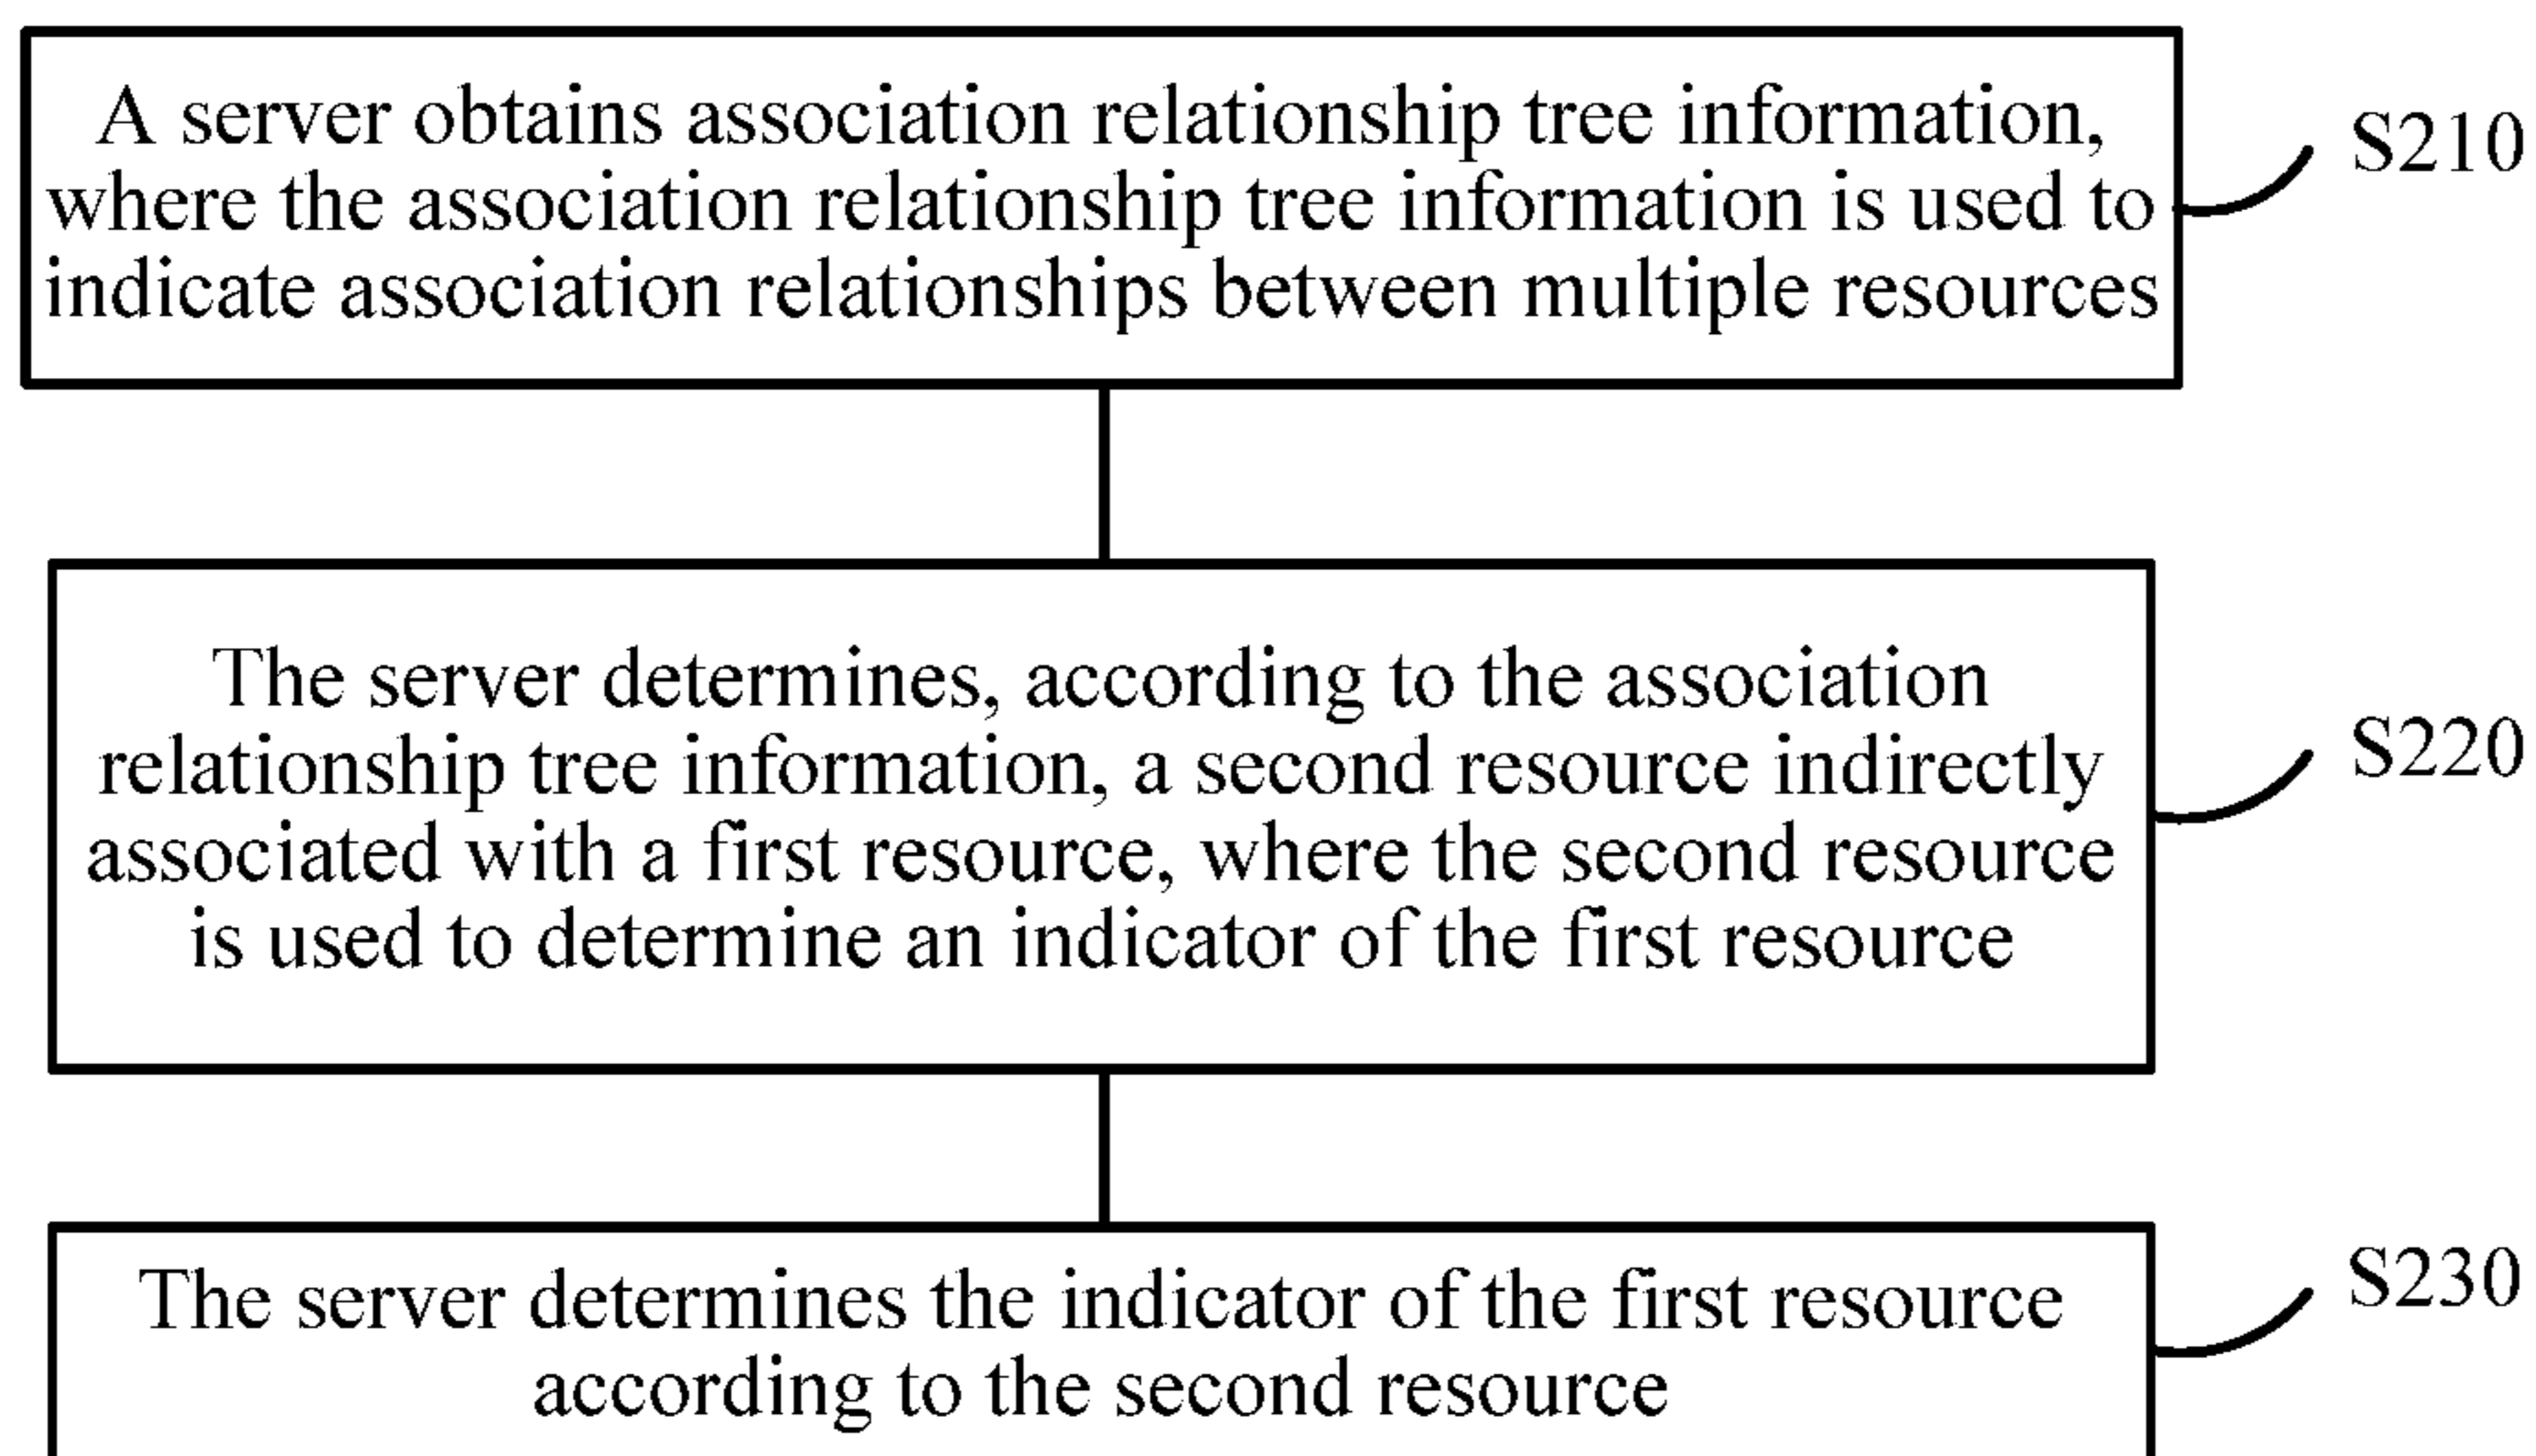 A server obtains association relationship tree information,
where the association relationship tree information is used to
indicate association relationships between multiple resources
S210
The server determines, according to the association
relationship tree information, a second resource indirectly
associated with a first resource, where the second resource
is used to determine an indicator of the first resource
S220
The server determines the indicator of the first resource
according to the second resource
S230